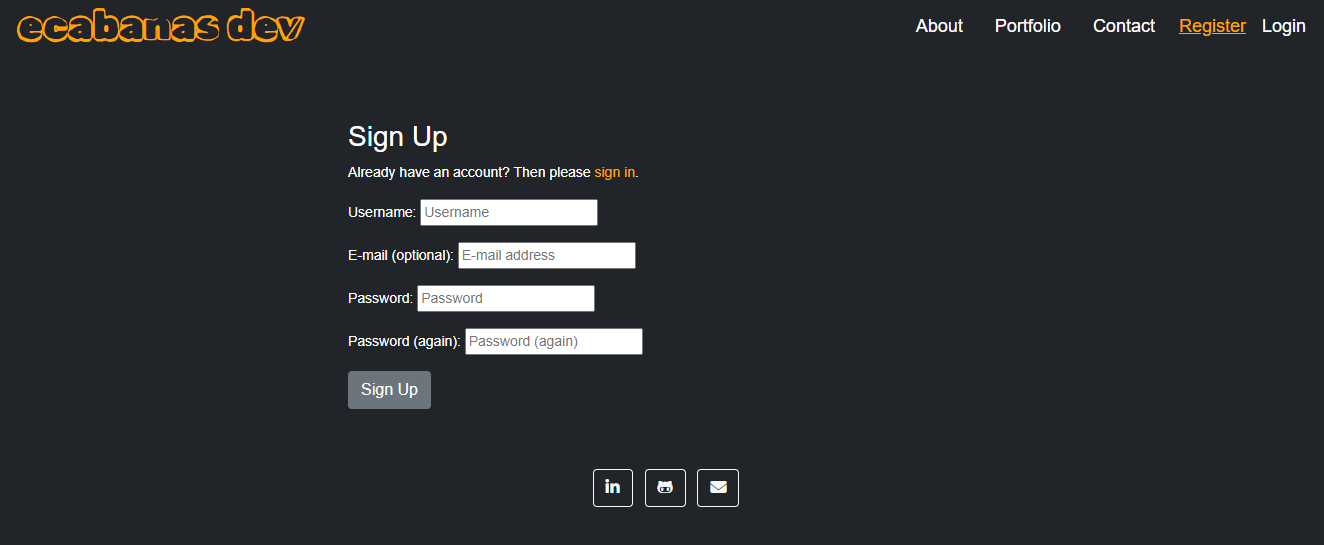 ecabanas dev
About Portfolio Contact Register Login
Sign Up
Already have an account? Then please sign in.
Username: Username
E-mail (optional): E-mail address
Password: Password
Password (again): Password (again)
Sign Up
in